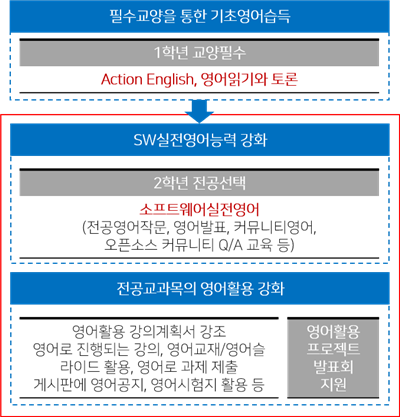 필수교양을 통한 기초영어습득
1학년 교양필수
Action English, 영어읽기와 토론
SW실전영어능력 강화
2학년 전공선택
소프트웨어실전영어
(전공영어작문, 영어발표, 커뮤니티영어,
오픈소스 커뮤니티 Q/A 교육 등)
전공교과목의 영어활용 강화
영어활용 강의계획서 강조
영어로 진행되는 강의, 영어교재/영어슬
라이드 활용, 영어로 과제 제출
게시판에 영어공지, 영어시험지 활용 등
영어활용
프로젝트
발표회
지원